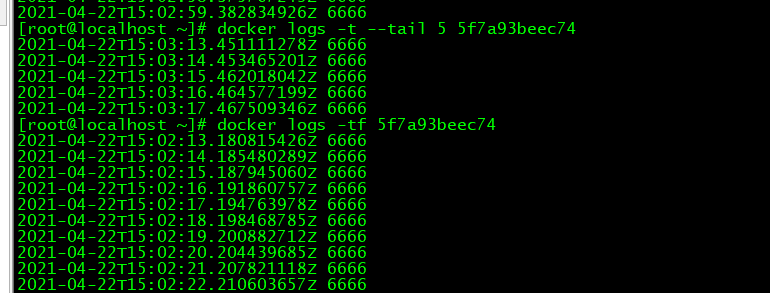 2021-04-22T15:02:59.382834926Z 6666
[root@localhost ~]# docker logs -t --tail 5 5f7a93beec74
2021-04-22T15:03:13.451111278Z 6666
2021-04-22T15:03:14.453465201Z 6666
2021-04-22T15:03:15.462018042Z 6666
2021-04-22T15:03:16.464577199Z 6666
2021-04-22T15:03:17.467509346Z 6666
[root@localhost ~]# docker logs -tf 5f7a93beec74
2021-04-22T15:02:13.180815426Z 6666
2021-04-22T15:02:14.185480289Z 6666
2021-04-22T15:02:15.187945060Z 6666
2021-04-22T15:02:16.191860757Z 6666
2021-04-22T15:02:17.194763978Z 6666
2021-04-22T15:02:18.198468785Z 6666
2021-04-22T15:02:19.200882712Z 6666
2021-04-22T15:02:20.204439685Z 6666
2021-04-22T15:02:21.207821118Z 6666
2021-04-22T15:02:22.210603657Z 6666